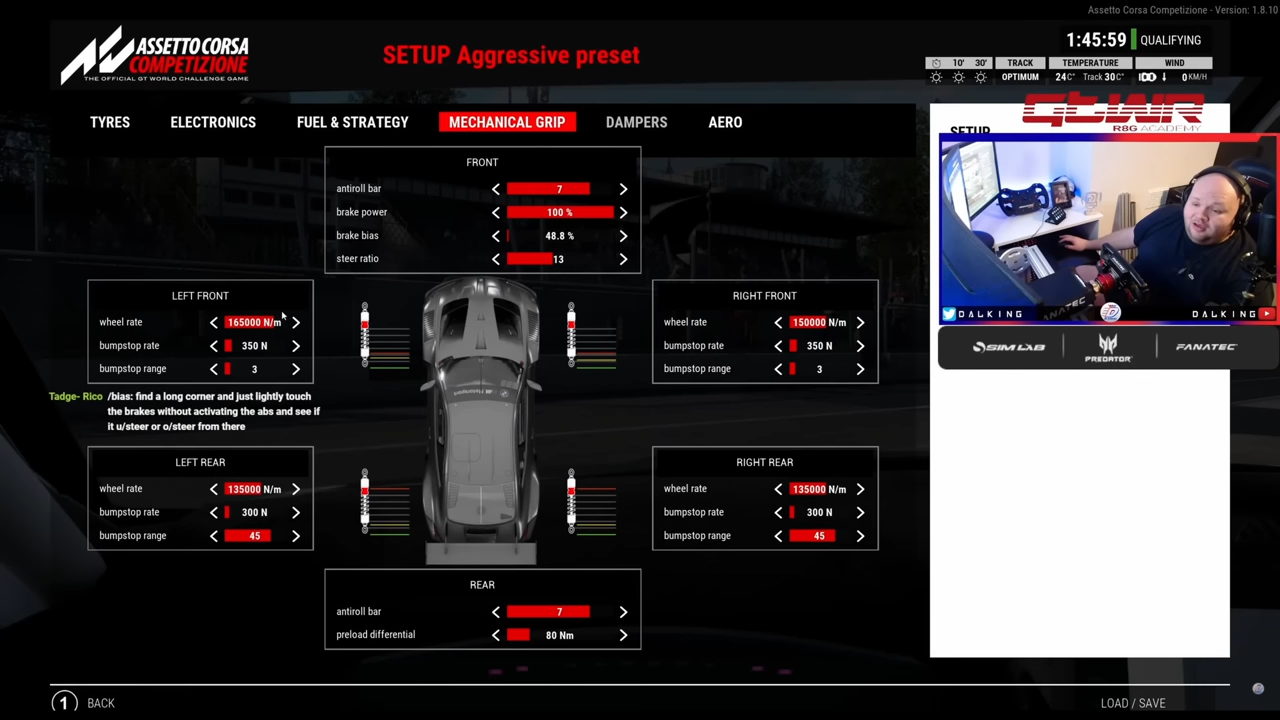 Assetto Corsa Competizione - Version: 1.8.10
ASSETTO CORSA
COMPETIZIONE
THE OFFICIAL GT WORLD CHALLENGE GAME
SETUP Aggressive preset
1:45:59 QUALIFYING
10' 30' TRACK TEMPERATURE WIND
OPTIMUM 24C° Track 30C° 0 KM/H
TYRES ELECTRONICS FUEL & STRATEGY MECHANICAL GRIP DAMPERS AERO
GTWR
R8G ACADEMY
SETUP
FRONT
antiroll bar 7
brake power 100 %
brake bias 48.8 %
steer ratio 13
LEFT FRONT
wheel rate 165000 N/m
bumpstop rate 350 N
bumpstop range 3
RIGHT FRONT
wheel rate 150000 N/m
bumpstop rate 350 N
bumpstop range 3
FANATEC
DALKING DALKING
SIMLAB PREDATOR FANATEC
Tadge- Rico /bias: find a long corner and just lightly touch
the brakes without activating the abs and see if
it u/steer or o/steer from there
LEFT REAR
wheel rate 135000 N/m
bumpstop rate 300 N
bumpstop range 45
RIGHT REAR
wheel rate 135000 N/m
bumpstop rate 300 N
bumpstop range 45
REAR
antiroll bar 7
preload differential 80 Nm
1 BACK
LOAD / SAVE